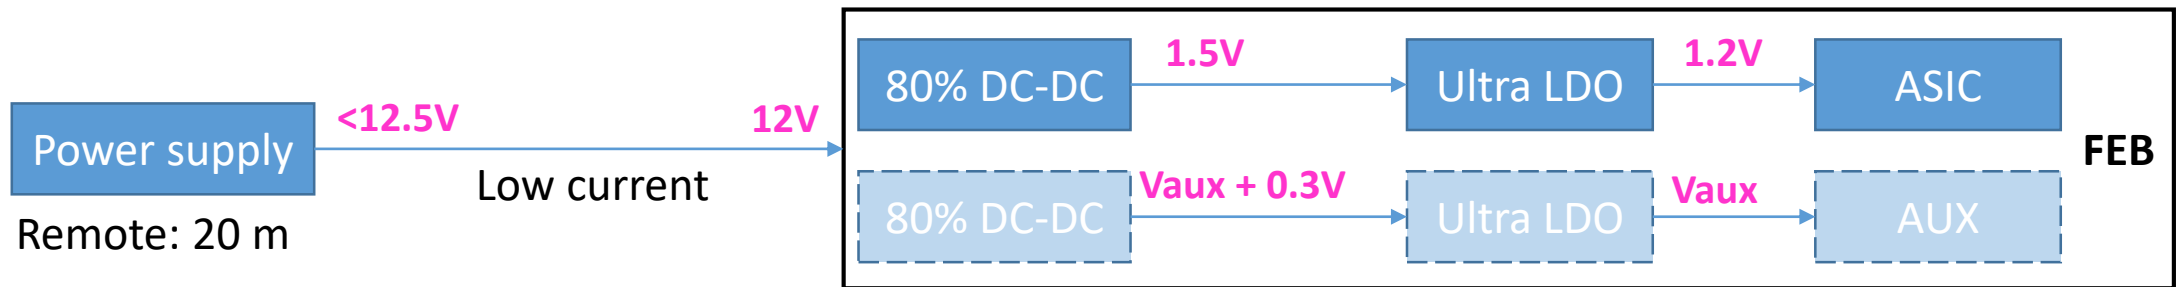 Power supply
Remote: 20 m
<12.5V
12V
Low current
80% DC-DC
1.5V
Ultra LDO
1.2V
ASIC
80% DC-DC
Vaux + 0.3V
Ultra LDO
Vaux
AUX
FEB